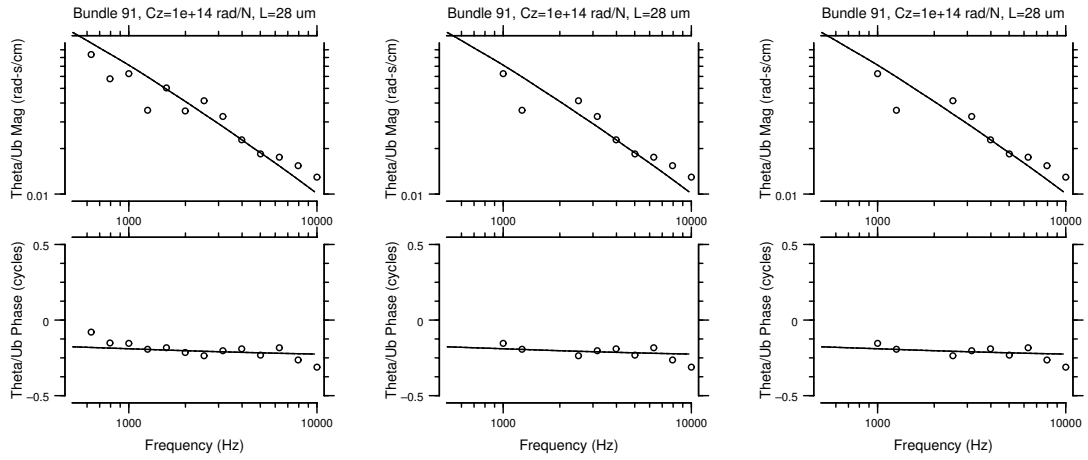 Bundle 91, Cz=1e+14 rad/N, L=28 um
Theta/Ub Mag (rad-s/cm)
0.01
1000
10000
Theta/Ub Phase (cycles)
0.5
0
−0.5
1000
10000
Frequency (Hz)
Bundle 91, Cz=1e+14 rad/N, L=28 um
Theta/Ub Mag (rad-s/cm)
0.01
1000
10000
Theta/Ub Phase (cycles)
0.5
0
−0.5
1000
10000
Frequency (Hz)
Bundle 91, Cz=1e+14 rad/N, L=28 um
Theta/Ub Mag (rad-s/cm)
0.01
1000
10000
Theta/Ub Phase (cycles)
0.5
0
−0.5
1000
10000
Frequency (Hz)